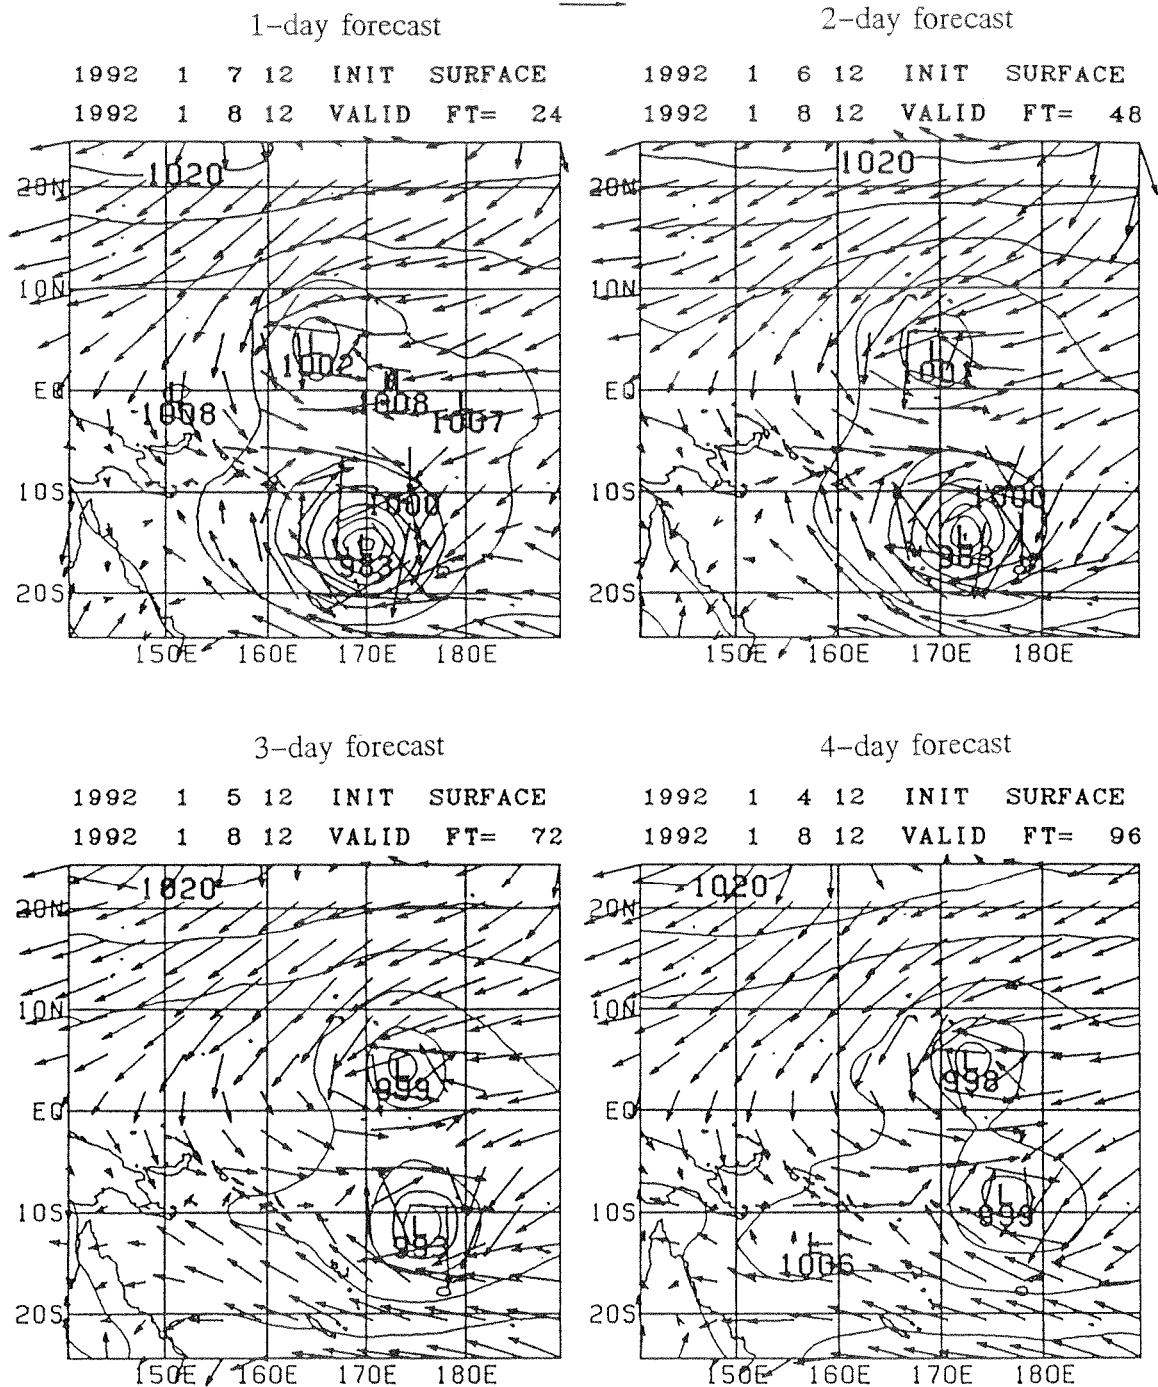 1-day forecast
1992 1 7 12 INIT SURFACE
1992 1 8 12 VALID FT= 24
1020
20N
10N
L
1002
EQ
L
1008
1008
L
1007
10S
L
1000
L
983
20S
150E 160E 170E 180E
2-day forecast
1992 1 6 12 INIT SURFACE
1992 1 8 12 VALID FT= 48
1020
20N
10N
L
EQ
10S
1000
L
20S
150E 160E 170E 180E
3-day forecast
1992 1 5 12 INIT SURFACE
1992 1 8 12 VALID FT= 72
1020
20N
10N
L
999
EQ
10S
L
20S
150E 160E 170E 180E
4-day forecast
1992 1 4 12 INIT SURFACE
1992 1 8 12 VALID FT= 96
1020
20N
10N
L
998
EQ
L
999
10S
L
1006
20S
150E 160E 170E 180E